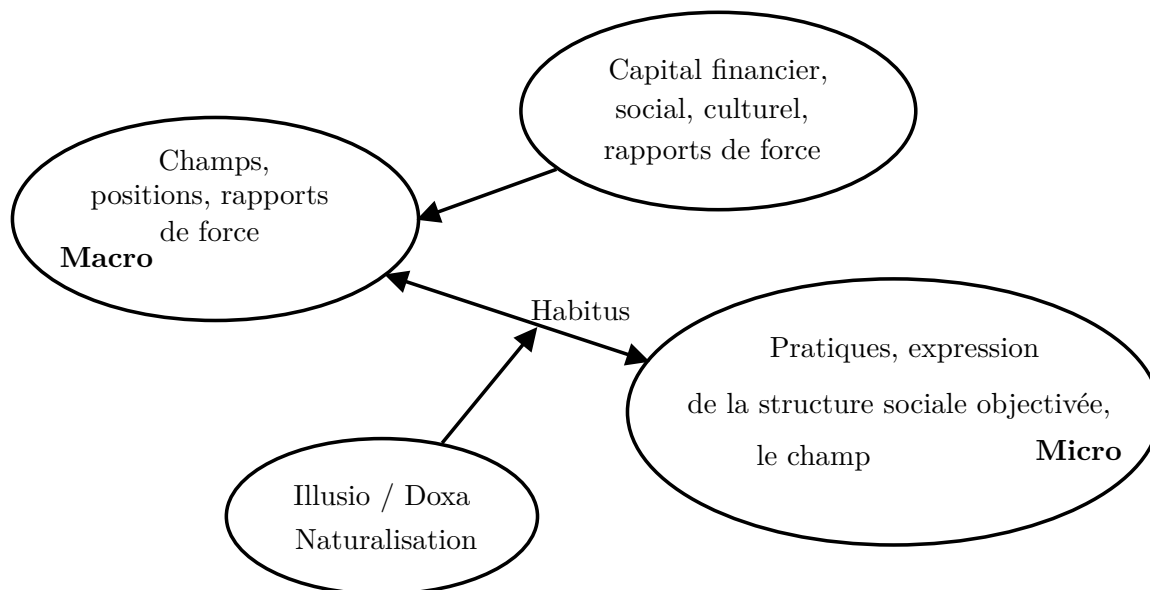 Capital financier,
social, culturel,
rapports de force
Champs,
positions, rapports
de force
Macro
Habitus
Pratiques, expression
de la structure sociale objectivée,
le champ
Micro
Illusio / Doxa
Naturalisation